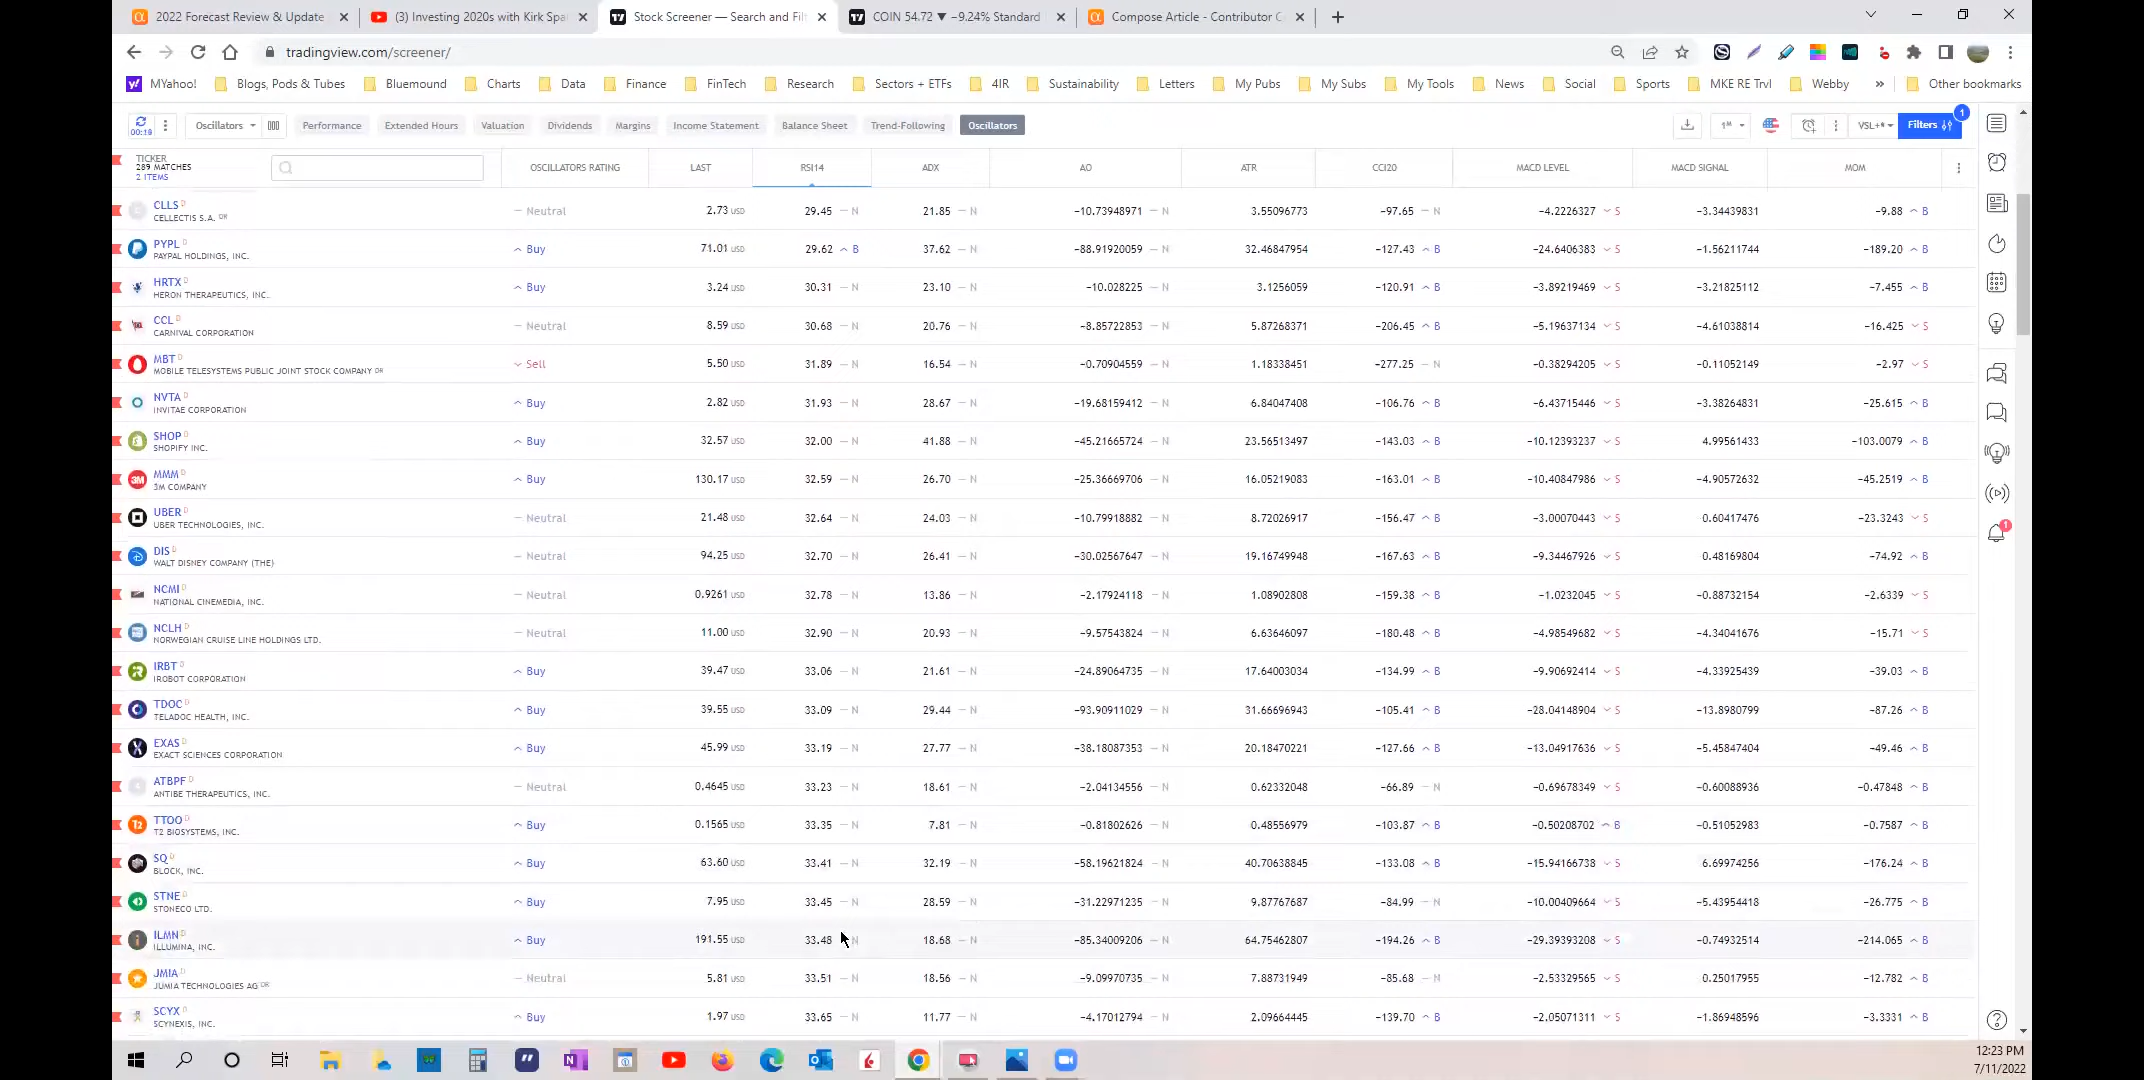 2022 Forecast Review & Update
(3) Investing 2020s with Kirk Spa
Stock Screener — Search and Fil
COIN 54.72 ▼ −9.24% Standard
Compose Article - Contributor C
tradingview.com/screener/
MYahoo!
Blogs, Pods & Tubes
Bluemound
Charts
Data
Finance
FinTech
Research
Sectors + ETFs
4IR
Sustainability
Letters
My Pubs
My Subs
My Tools
News
Social
Sports
MKE RE Trvl
Webby
»
Other bookmarks
00:18
Oscillators
Performance
Extended Hours
Valuation
Dividends
Margins
Income Statement
Balance Sheet
Trend-Following
Oscillators
1M
VSL+*
Filters
1
TICKER
289 MATCHES
2 ITEMS
OSCILLATORS RATING LAST RSI14 ADX AO ATR CCI20 MACD LEVEL MACD SIGNAL MOM
CLLS D Neutral 2.73 USD 29.45 — N 21.85 — N −10.73948971 — N 3.55096773 −97.65 — N −4.2226327 S −3.34439831 −9.88 B
CELLECTIS S.A. DR
PYPL D Buy 71.01 USD 29.62 B 37.62 — N −88.91920059 — N 32.46847954 −127.43 B −24.6406383 S −1.56211744 −189.20 B
PAYPAL HOLDINGS, INC.
HRTX D Buy 3.24 USD 30.31 — N 23.10 — N −10.028225 — N 3.1256059 −120.91 B −3.89219469 S −3.21825112 −7.455 B
HERON THERAPEUTICS, INC.
CCL D Neutral 8.59 USD 30.68 — N 20.76 — N −8.85722853 — N 5.87268371 −206.45 B −5.19637134 S −4.61038814 −16.425 S
CARNIVAL CORPORATION
MBT D Sell 5.50 USD 31.89 — N 16.54 — N −0.70904559 — N 1.18338451 −277.25 — N −0.38294205 S −0.11052149 −2.97 S
MOBILE TELESYSTEMS PUBLIC JOINT STOCK COMPANY DR
NVTA D Buy 2.82 USD 31.93 — N 28.67 — N −19.68159412 — N 6.84047408 −106.76 B −6.43715446 S −3.38264831 −25.615 B
INVITAE CORPORATION
SHOP D Buy 32.57 USD 32.00 — N 41.88 — N −45.21665724 — N 23.56513497 −143.03 B −10.12393237 S 4.99561433 −103.0079 B
SHOPIFY INC.
MMM D Buy 130.17 USD 32.59 — N 26.70 — N −25.36669706 — N 16.05219083 −163.01 B −10.40847986 S −4.90572632 −45.2519 B
3M COMPANY
UBER D Neutral 21.48 USD 32.64 — N 24.03 — N −10.79918882 — N 8.72026917 −156.47 B −3.00070443 S 0.60417476 −23.3243 S
UBER TECHNOLOGIES, INC.
DIS D Neutral 94.25 USD 32.70 — N 26.41 — N −30.02567647 — N 19.16749948 −167.63 B −9.34467926 S 0.48169804 −74.92 B
WALT DISNEY COMPANY (THE)
NCMI D Neutral 0.9261 USD 32.78 — N 13.86 — N −2.17924118 — N 1.08902808 −159.38 B −1.0232045 S −0.88732154 −2.6339 S
NATIONAL CINEMEDIA, INC.
NCLH D Neutral 11.00 USD 32.90 — N 20.93 — N −9.57543824 — N 6.63646097 −180.48 B −4.98549682 S −4.34041676 −15.71 S
NORWEGIAN CRUISE LINE HOLDINGS LTD.
IRBT D Buy 39.47 USD 33.06 — N 21.61 — N −24.89064735 — N 17.64003034 −134.99 B −9.90692414 S −4.33925439 −39.03 B
IROBOT CORPORATION
TDOC D Buy 39.55 USD 33.09 — N 29.44 — N −93.90911029 — N 31.66696943 −105.41 B −28.04148904 S −13.8980799 −87.26 B
TELADOC HEALTH, INC.
EXAS D Buy 45.99 USD 33.19 — N 27.77 — N −38.18087353 — N 20.18470221 −127.66 B −13.04917636 S −5.45847404 −49.46 B
EXACT SCIENCES CORPORATION
ATBPF D Neutral 0.4645 USD 33.23 — N 18.61 — N −2.04134556 — N 0.62332048 −66.89 — N −0.69678349 S −0.60088936 −0.47848 B
ANTIBE THERAPEUTICS, INC.
TTOO D Buy 0.1565 USD 33.35 — N 7.81 — N −0.81802626 — N 0.48556979 −103.87 B −0.50208702 B −0.51052983 −0.7587 B
T2 BIOSYSTEMS, INC.
SQ D Buy 63.60 USD 33.41 — N 32.19 — N −58.19621824 — N 40.70638845 −133.08 B −15.94166738 S 6.69974256 −176.24 B
BLOCK, INC.
STNE D Buy 7.95 USD 33.45 — N 28.59 — N −31.22971235 — N 9.87767687 −84.99 — N −10.00409664 S −5.43954418 −26.775 B
STONECO LTD.
ILMN D Buy 191.55 USD 33.48 N 18.68 — N −85.34009206 — N 64.75462807 −194.26 B −29.39393208 S −0.74932514 −214.065 B
ILLUMINA, INC.
JMIA D Neutral 5.81 USD 33.51 — N 18.56 — N −9.09970735 — N 7.88731949 −85.68 — N −2.53329565 S 0.25017955 −12.782 B
JUMIA TECHNOLOGIES AG DR
SCYX D Buy 1.97 USD 33.65 — N 11.77 — N −4.17012794 — N 2.09664445 −139.70 B −2.05071311 S −1.86948596 −3.3331 B
SCYNEXIS, INC.
12:23 PM
7/11/2022